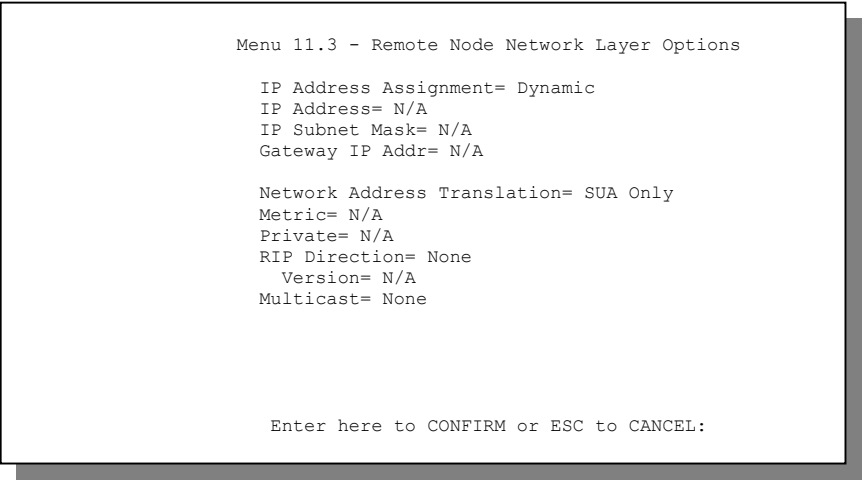 Menu 11.3 - Remote Node Network Layer Options
IP Address Assignment= Dynamic
IP Address= N/A
IP Subnet Mask= N/A
Gateway IP Addr= N/A
Network Address Translation= SUA Only
Metric= N/A
Private= N/A
RIP Direction= None
Version= N/A
Multicast= None
Enter here to CONFIRM or ESC to CANCEL: